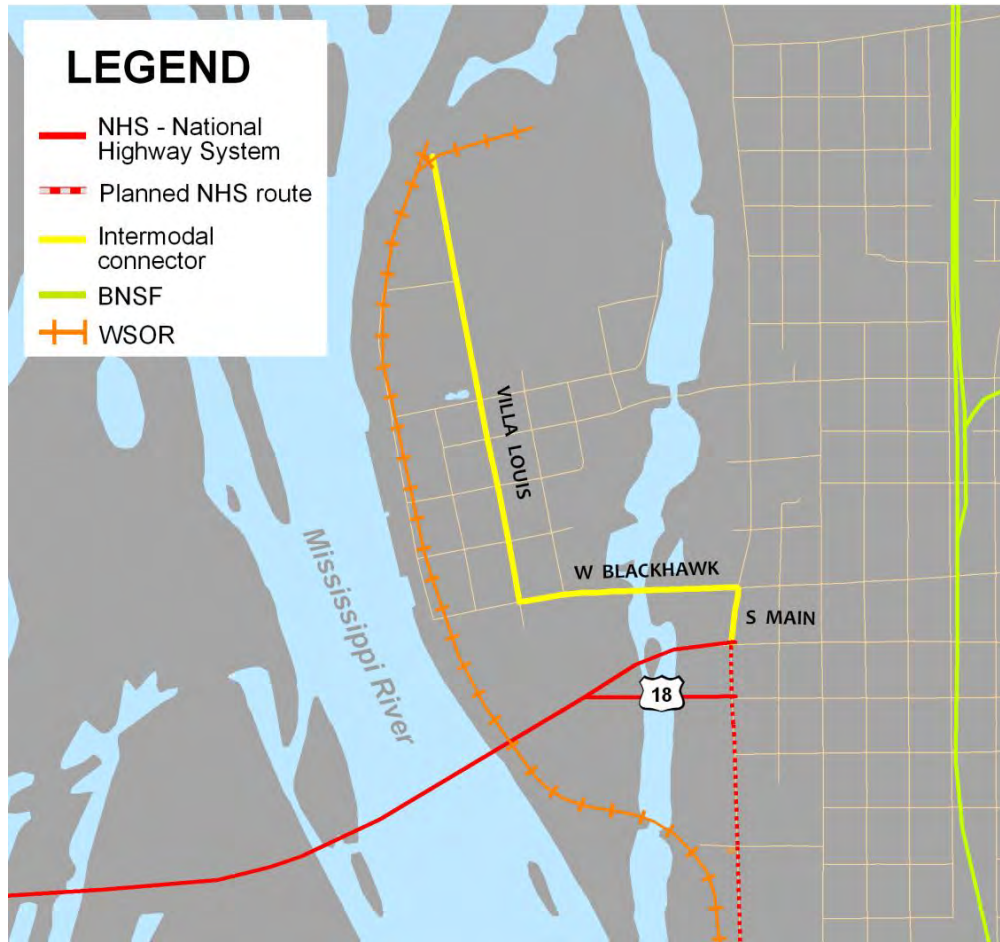 LEGEND
NHS - National
Highway System
Planned NHS route
Intermodal
connector
BNSF
WSOR
VILLA LOUIS
W BLACKHAWK
S MAIN
Mississippi River
18